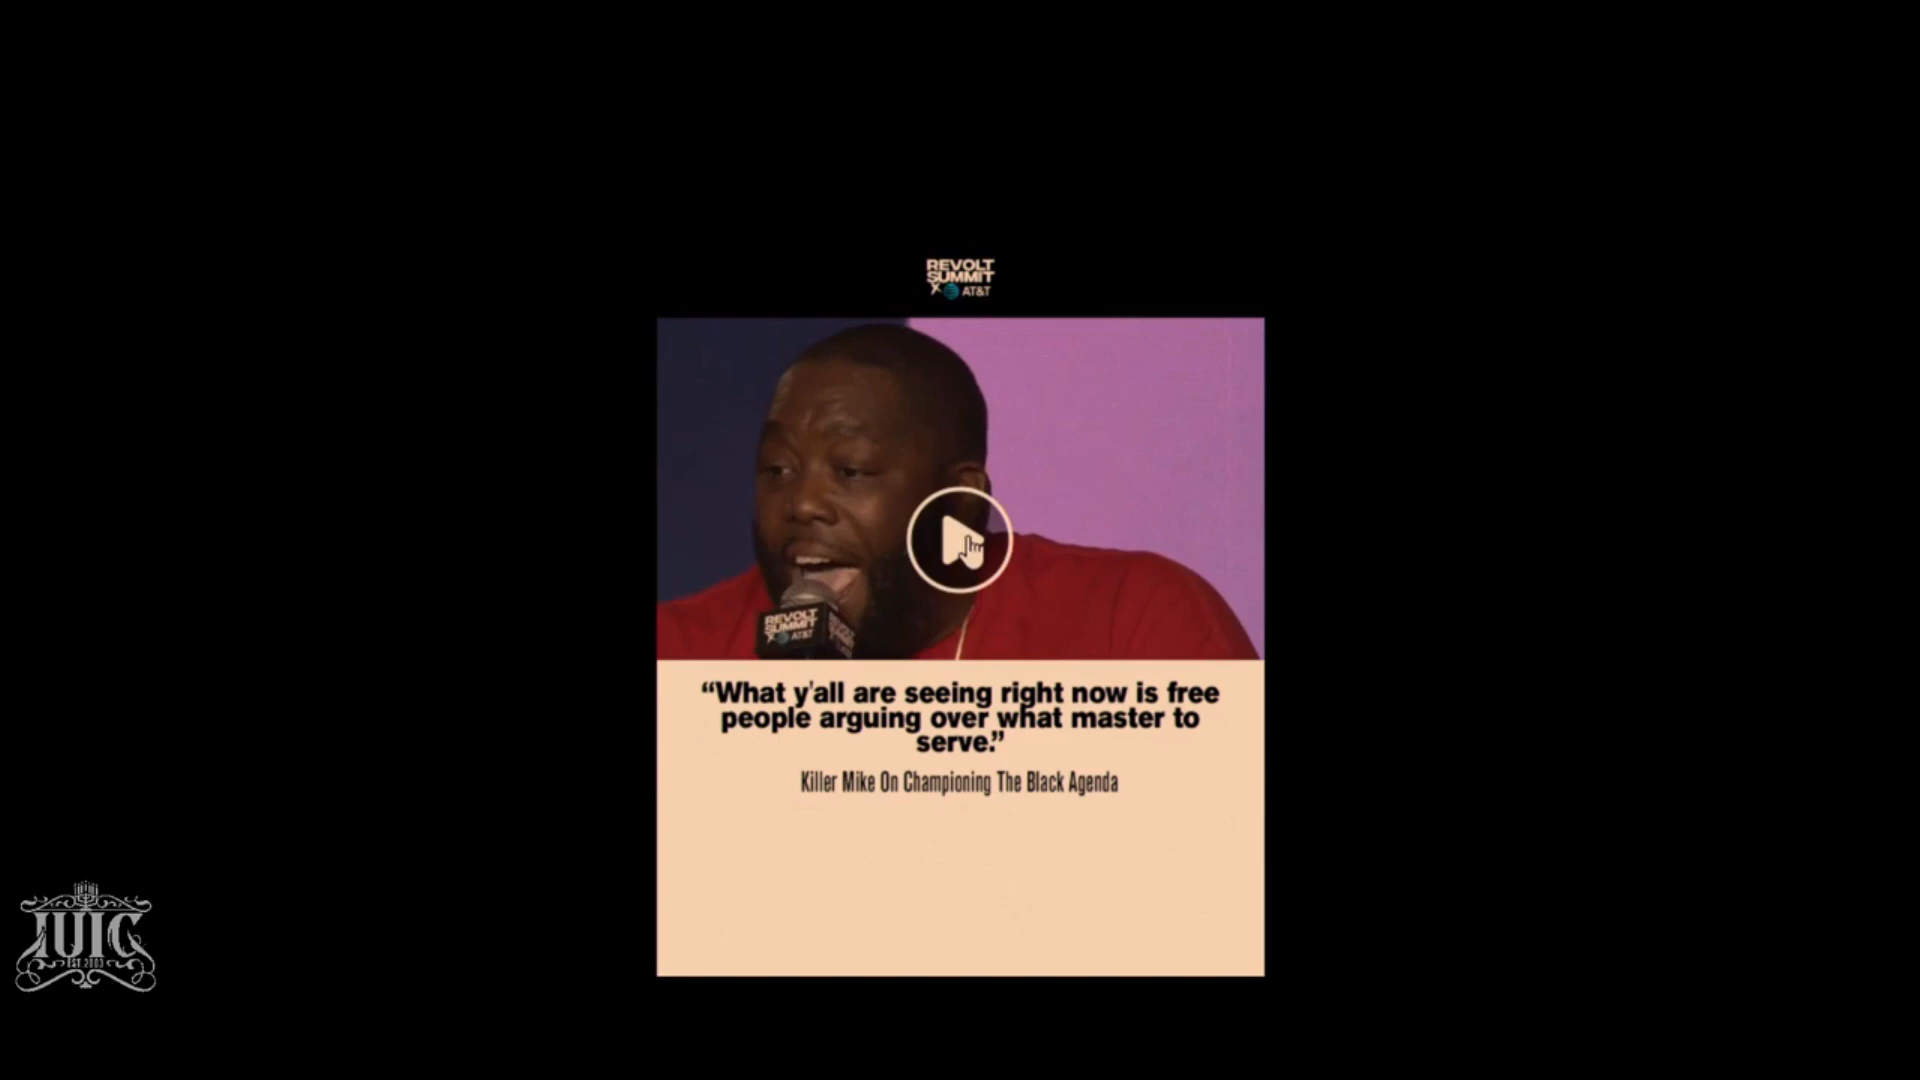 REVOLT
SUMMIT
X AT&T
REVOLT
SUMMIT
X AT&T
“What y'all are seeing right now is free
people arguing over what master to
serve.”
Killer Mike On Championing The Black Agenda
IUIC
EST. 2003